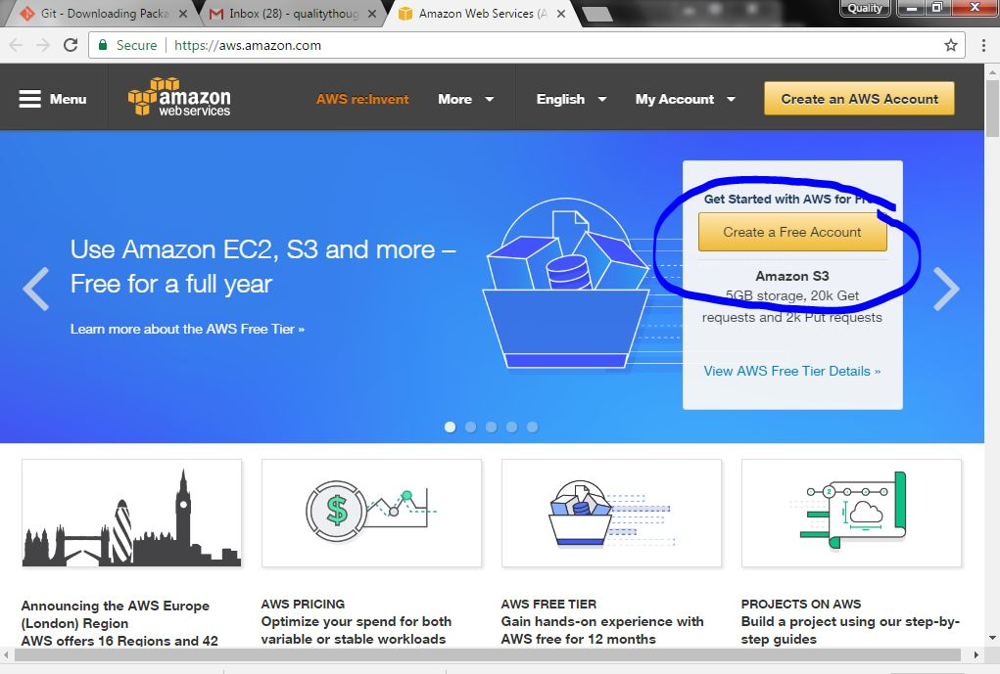 Git - Downloading Packa
Inbox (28) - qualitythoug
Amazon Web Services (A
Quality
Secure
https://aws.amazon.com
Menu
amazon
web services
AWS re:Invent
More
English
My Account
Create an AWS Account
Use Amazon EC2, S3 and more –
Free for a full year
Learn more about the AWS Free Tier »
Get Started with AWS for Fre
Create a Free Account
Amazon S3
5GB storage, 20k Get
requests and 2k Put requests
View AWS Free Tier Details »
$
2
Announcing the AWS Europe
(London) Region
AWS offers 16 Regions and 42
AWS PRICING
Optimize your spend for both
variable or stable workloads
AWS FREE TIER
Gain hands-on experience with
AWS free for 12 months
PROJECTS ON AWS
Build a project using our step-by-
step guides